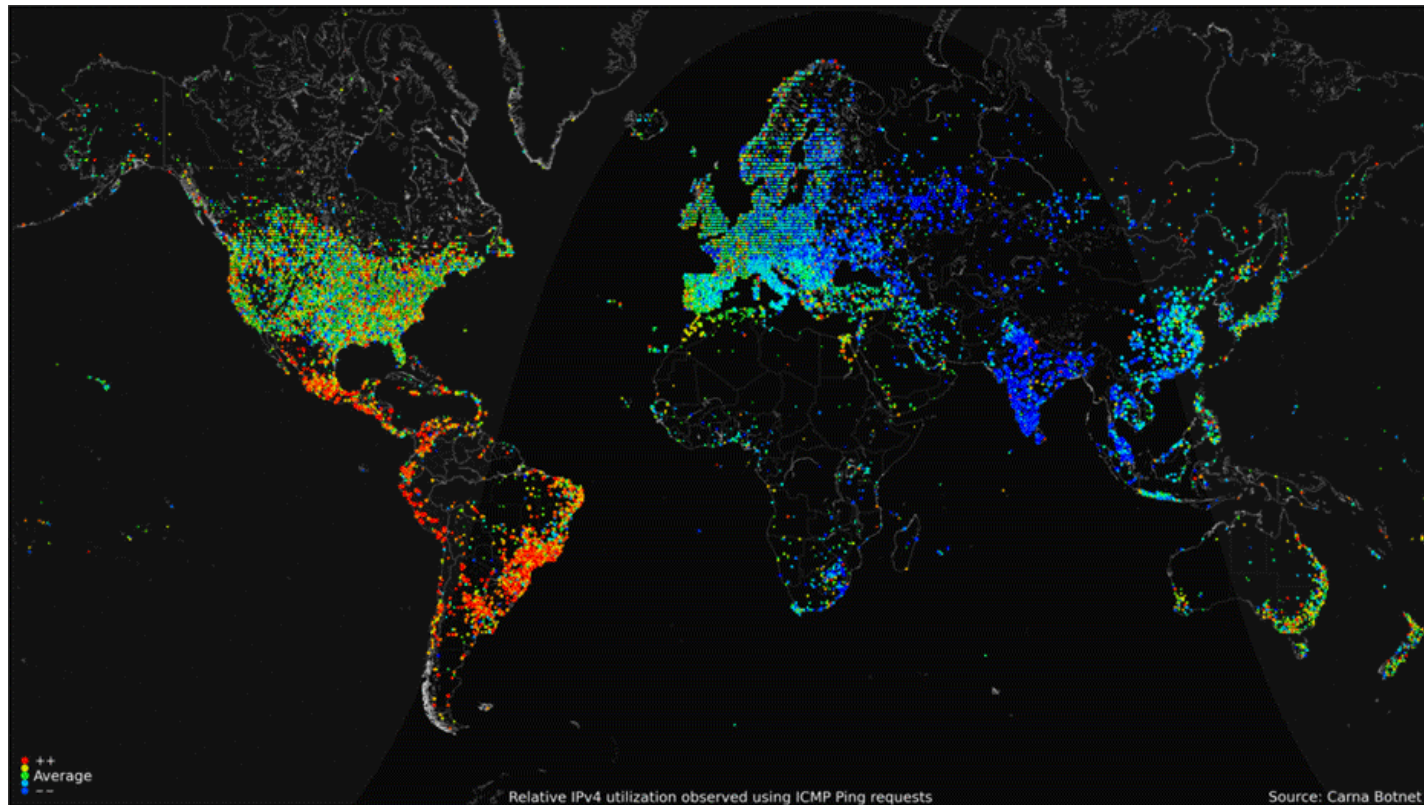 ++
Average
--
Relative IPv4 utilization observed using ICMP Ping requests
Source: Carna Botnet